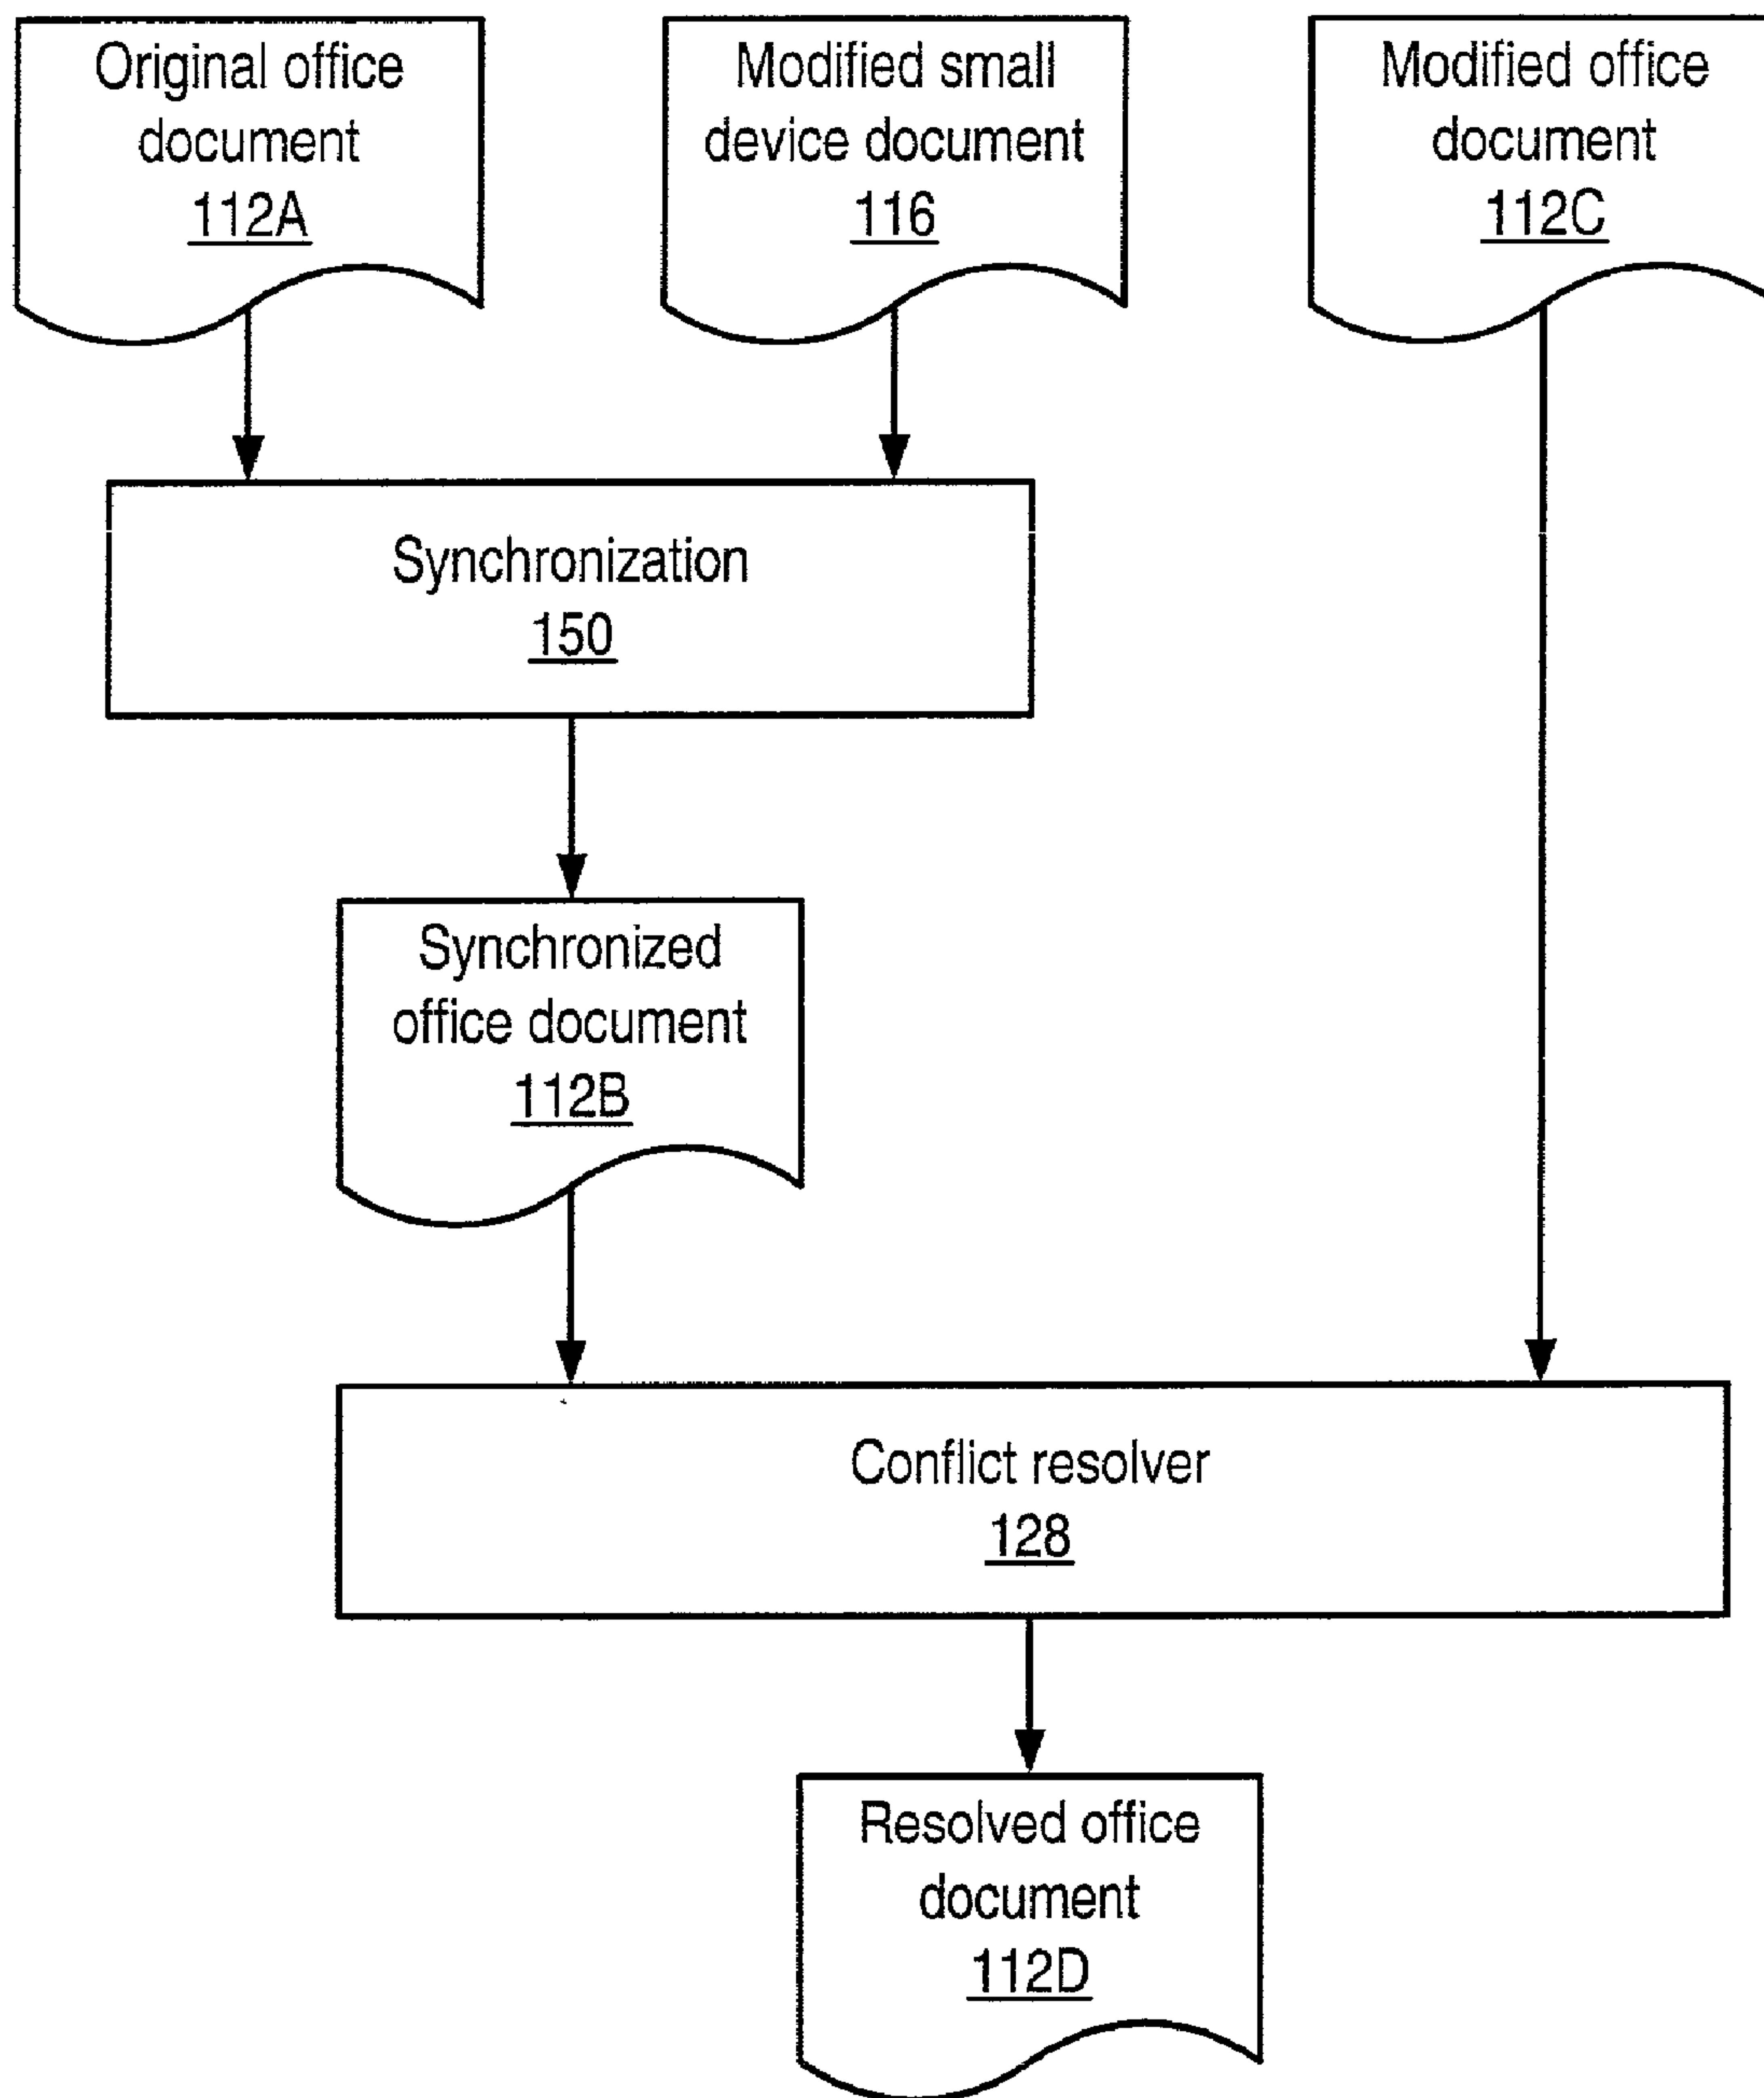 Original office
document
112A
Modified small
device document
116
Modified office
document
112C
Synchronization
150
Synchronized
office document
112B
Conflict resolver
128
Resolved office
document
112D